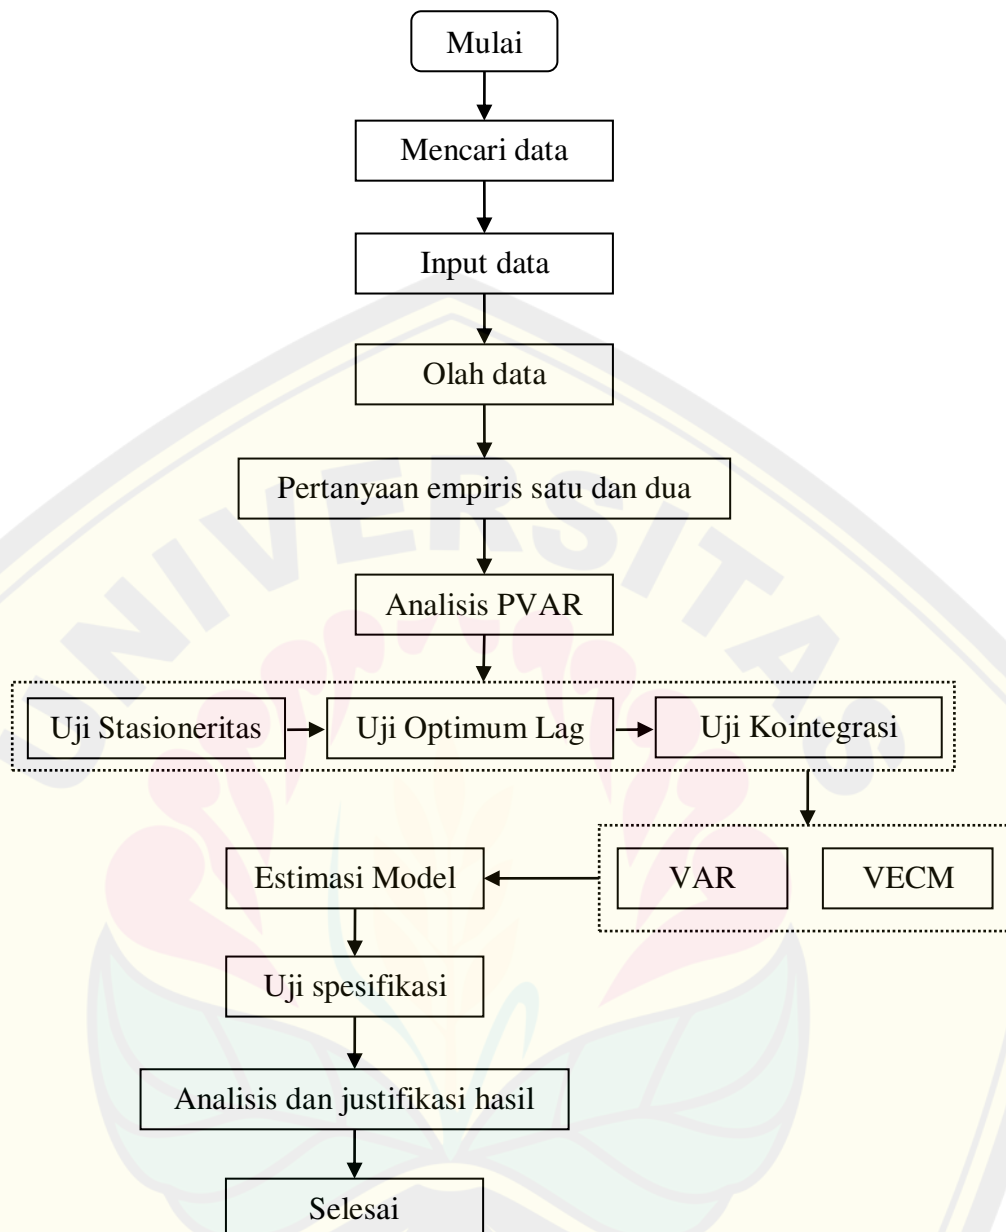 Mulai
Mencari data
Input data
Olah data
Pertanyaan empiris satu dan dua
Analisis PVAR
Uji Stasioneritas
Uji Optimum Lag
Uji Kointegrasi
VAR
VECM
Estimasi Model
Uji spesifikasi
Analisis dan justifikasi hasil
Selesai
UNIVERSITAS